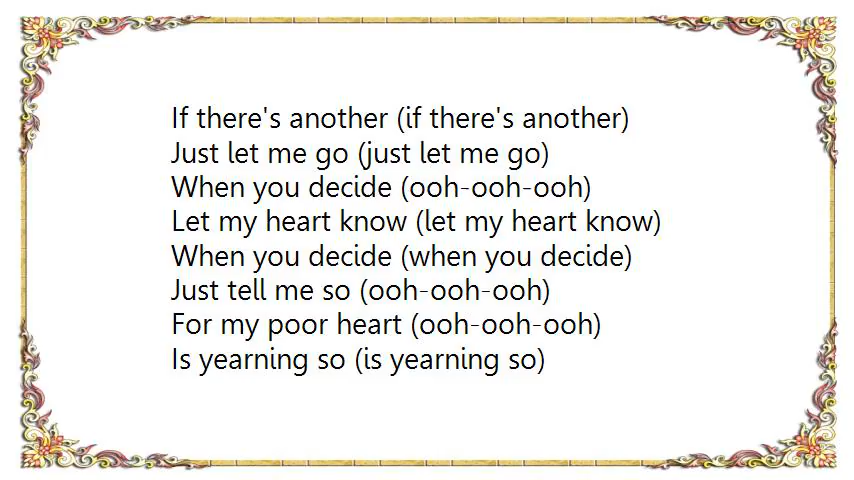 If there's another (if there's another)
Just let me go (just let me go)
When you decide (ooh-ooh-ooh)
Let my heart know (let my heart know)
When you decide (when you decide)
Just tell me so (ooh-ooh-ooh)
For my poor heart (ooh-ooh-ooh)
Is yearning so (is yearning so)